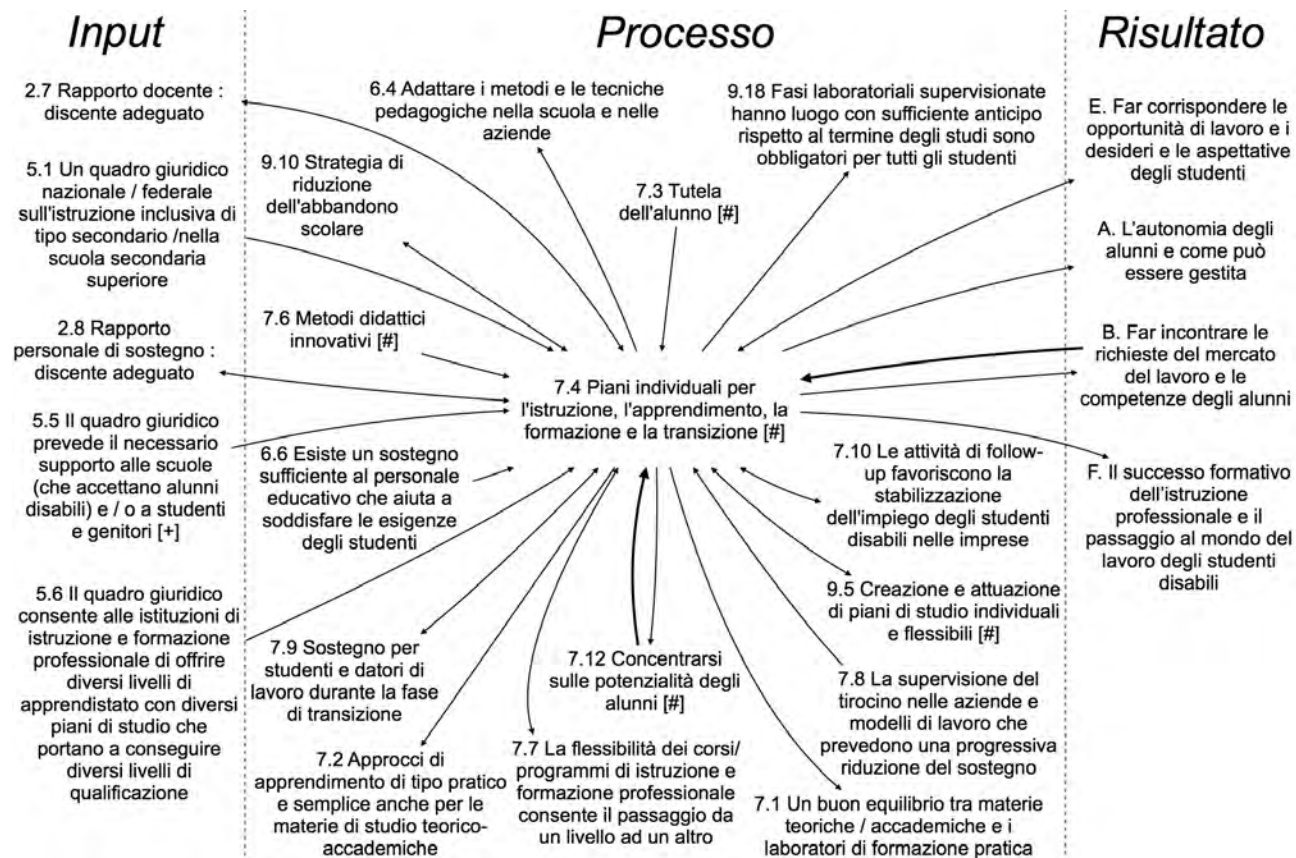 Input
Processo
Risultato
2.7 Rapporto docente :
discente adeguato
5.1 Un quadro giuridico
nazionale / federale
sull'istruzione inclusiva di
tipo secondario /nella
scuola secondaria
superiore
2.8 Rapporto
personale di sostegno :
discente adeguato
5.5 Il quadro giuridico
prevede il necessario
supporto alle scuole
(che accettano alunni
disabili) e / o a studenti
e genitori [+]
5.6 Il quadro giuridico
consente alle istituzioni di
istruzione e formazione
professionale di offrire
diversi livelli di
apprendistato con diversi
piani di studio che
portano a conseguire
diversi livelli di
qualificazione
6.4 Adattare i metodi e le tecniche
pedagogiche nella scuola e nelle
aziende
9.18 Fasi laboratoriali supervisionate
hanno luogo con sufficiente anticipo
rispetto al termine degli studi sono
obbligatori per tutti gli studenti
9.10 Strategia di
riduzione
dell'abbandono
scolare
7.3 Tutela
dell'alunno [#]
7.6 Metodi didattici
innovativi [#]
7.4 Piani individuali per
l'istruzione, l'apprendimento, la
formazione e la transizione [#]
6.6 Esiste un sostegno
sufficiente al personale
educativo che aiuta a
soddisfare le esigenze
degli studenti
7.10 Le attività di follow-
up favoriscono la
stabilizzazione
dell'impiego degli studenti
disabili nelle imprese
9.5 Creazione e attuazione
di piani di studio individuali
e flessibili [#]
7.9 Sostegno per
studenti e datori di
lavoro durante la fase
di transizione
7.12 Concentrarsi
sulle potenzialità degli
alunni [#]
7.8 La supervisione del
tirocino nelle aziende e
modelli di lavoro che
prevedono una progressiva
riduzione del sostegno
7.2 Approcci di
apprendimento di tipo pratico
e semplice anche per le
materie di studio teorico-
accademiche
7.7 La flessibilità dei corsi/
programmi di istruzione e
formazione professionale
consente il passaggio da
un livello ad un altro
7.1 Un buon equilibrio tra materie
teoriche / accademiche e i
laboratori di formazione pratica
E. Far corrispondere le
opportunità di lavoro e i
desideri e le aspettative
degli studenti
A. L'autonomia degli
alunni e come può
essere gestita
B. Far incontrare le
richieste del mercato
del lavoro e le
competenze degli alunni
F. Il successo formativo
dell'istruzione
professionale e il
passaggio al mondo del
lavoro degli studenti
disabili